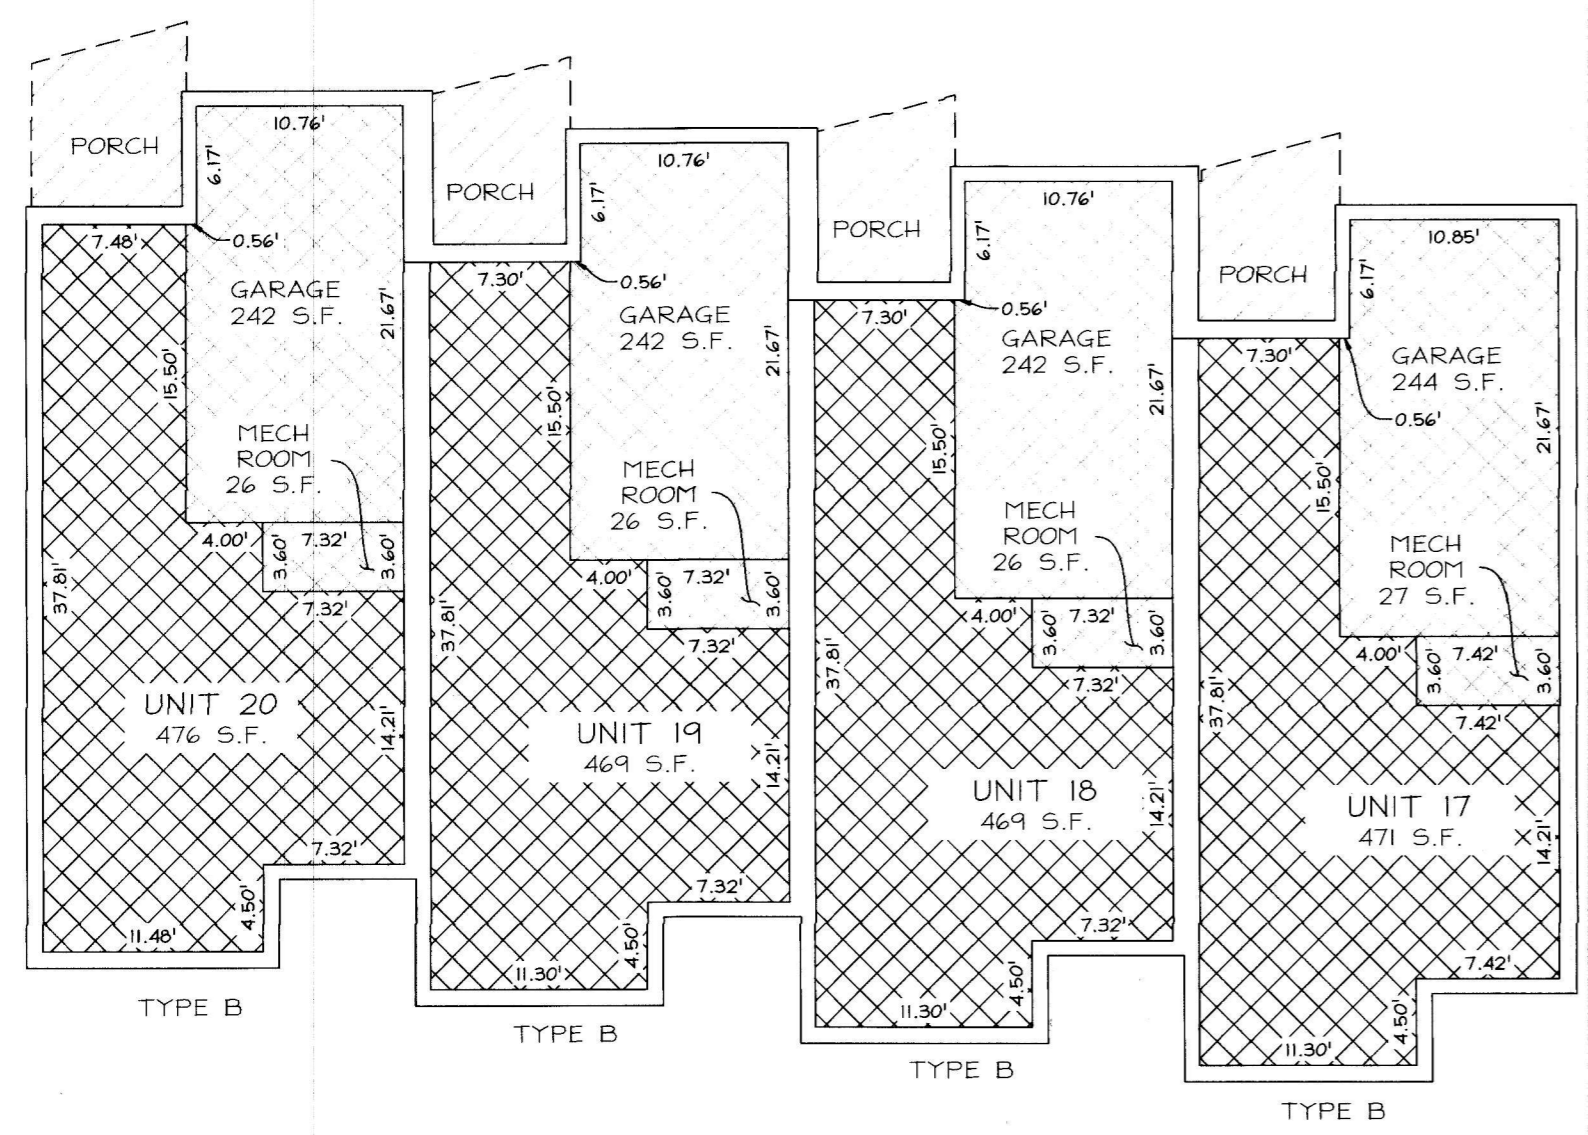 PORCH
10.76'
6.17'
7.48'
0.56'
GARAGE
242 S.F.
21.67'
15.50'
MECH
ROOM
26 S.F.
4.00'
7.32'
3.60'
3.60'
7.32'
37.81'
UNIT 20
476 S.F.
14.21'
7.32'
4.50'
11.48'
TYPE B
PORCH
10.76'
6.17'
7.30'
0.56'
GARAGE
242 S.F.
21.67'
15.50'
MECH
ROOM
26 S.F.
4.00'
7.32'
3.60'
3.60'
7.32'
37.81'
UNIT 19
469 S.F.
14.21'
7.32'
4.50'
11.30'
TYPE B
PORCH
10.76'
6.17'
7.30'
0.56'
GARAGE
242 S.F.
21.67'
15.50'
MECH
ROOM
26 S.F.
4.00'
7.32'
3.60'
3.60'
7.32'
37.81'
UNIT 18
469 S.F.
14.21'
7.32'
4.50'
11.30'
TYPE B
PORCH
10.85'
6.17'
7.30'
0.56'
GARAGE
244 S.F.
21.67'
15.50'
MECH
ROOM
27 S.F.
4.00'
7.42'
3.60'
3.60'
7.42'
37.81'
UNIT 17
471 S.F.
14.21'
7.42'
4.50'
11.30'
TYPE B